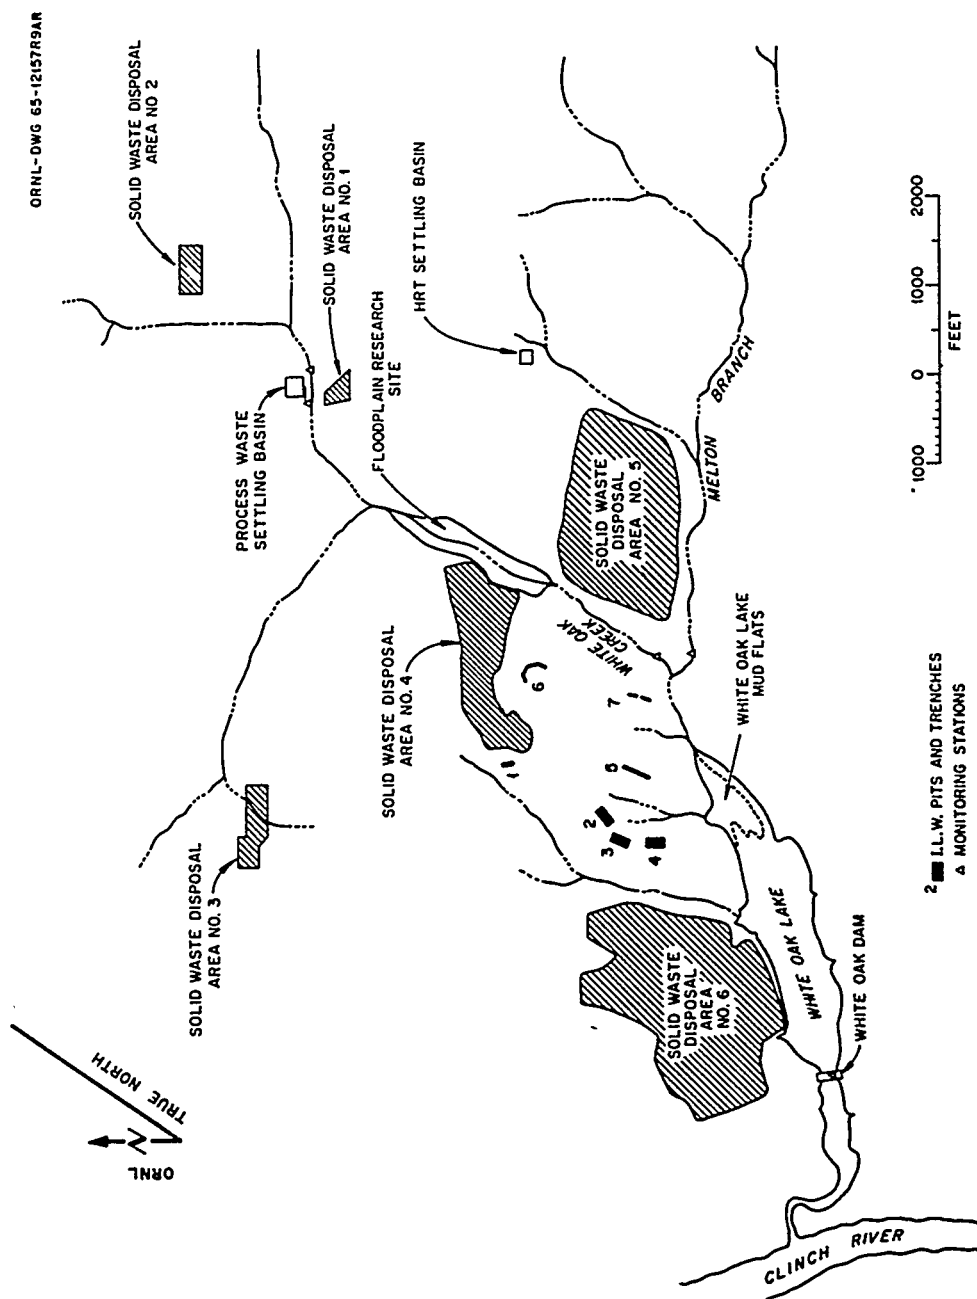 ORNL-DWG 65-12157R9AR
SOLID WASTE DISPOSAL
AREA NO 2
SOLID WASTE DISPOSAL
AREA NO. 1
PROCESS WASTE
SETTLING BASIN
FLOODPLAIN RESEARCH
SITE
HRT SETTLING BASIN
SOLID WASTE DISPOSAL
AREA NO. 3
SOLID WASTE DISPOSAL
AREA NO. 4
SOLID WASTE
DISPOSAL
AREA NO. 5
MELTON
BRANCH
WHITE OAK
CREEK
WHITE OAK LAKE
MUD FLATS
1
2
3
4
5
6
7
SOLID WASTE
DISPOSAL
AREA
NO. 6
WHITE OAK LAKE
WHITE OAK DAM
CLINCH RIVER
ORNL
N
TRUE NORTH
1000 0 1000 2000
FEET
2 I.L.W. PITS AND TRENCHES
MONITORING STATIONS